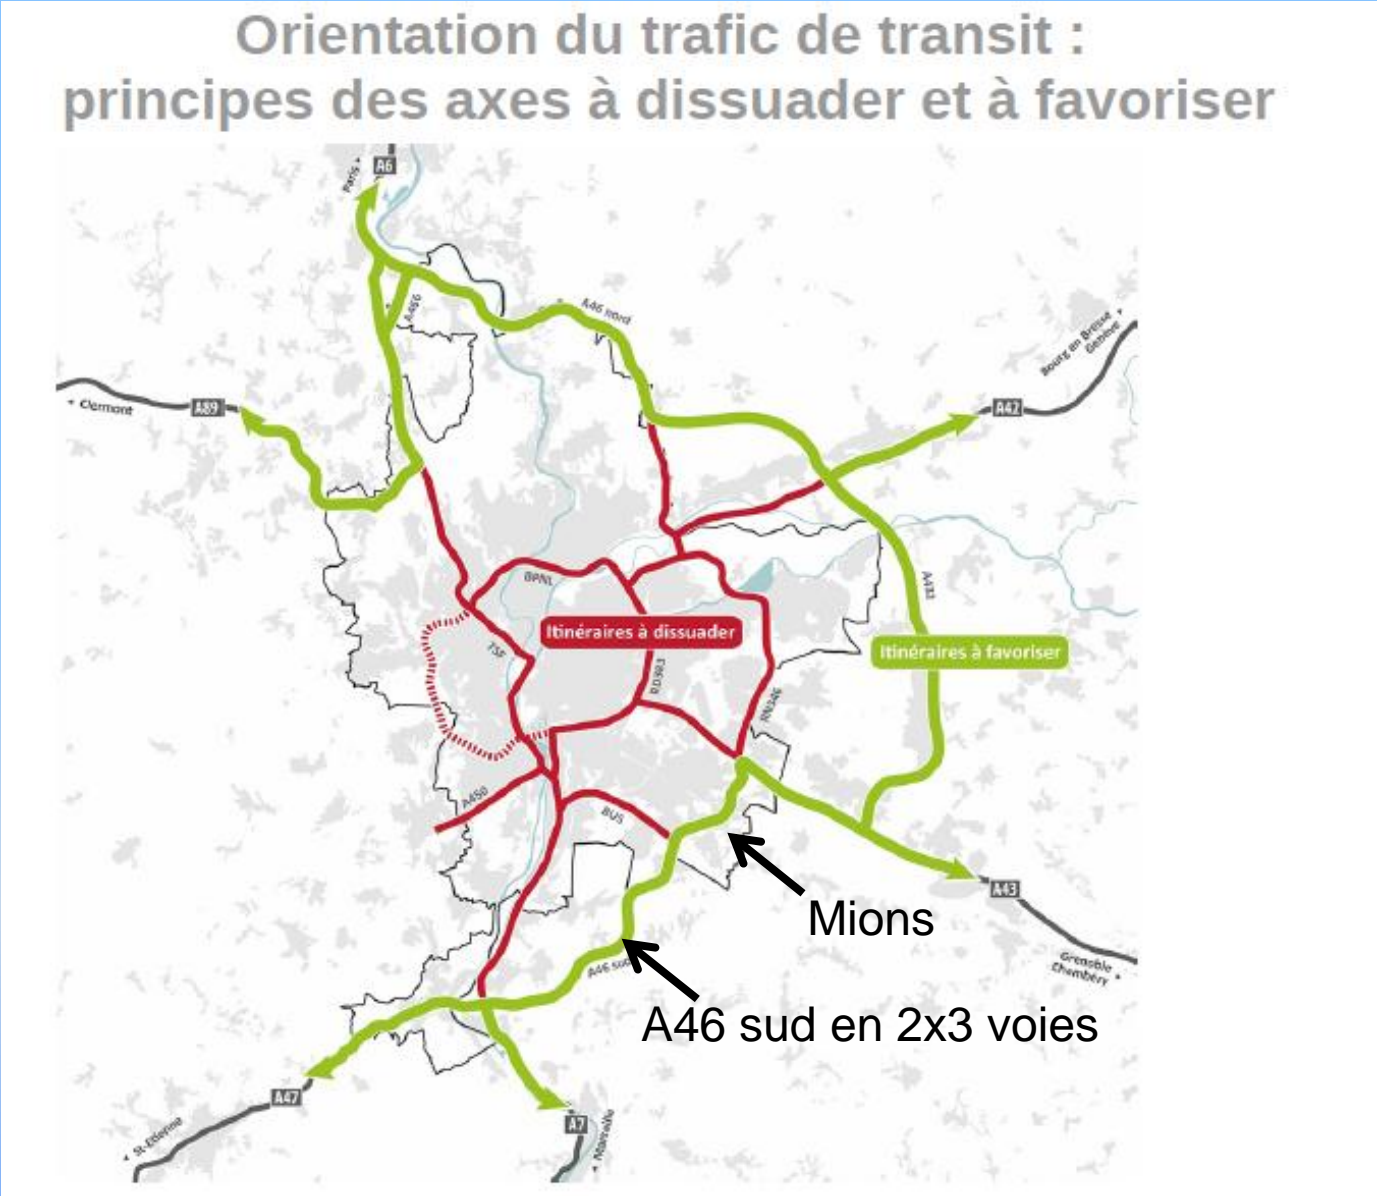 Orientation du trafic de transit :
principes des axes à dissuader et à favoriser
Paris
A6
A466
A46 nord
Bourg en Bresse
Genève
Clermont
A89
A42
BPNL
A432
Itinéraires à dissuader
TSF
Itinéraires à favoriser
RD383
RN346
A450
BUS
A43
Mions
Grenoble
Chambéry
A46 sud
A46 sud en 2x3 voies
A47
St-Etienne
A7
Marseille